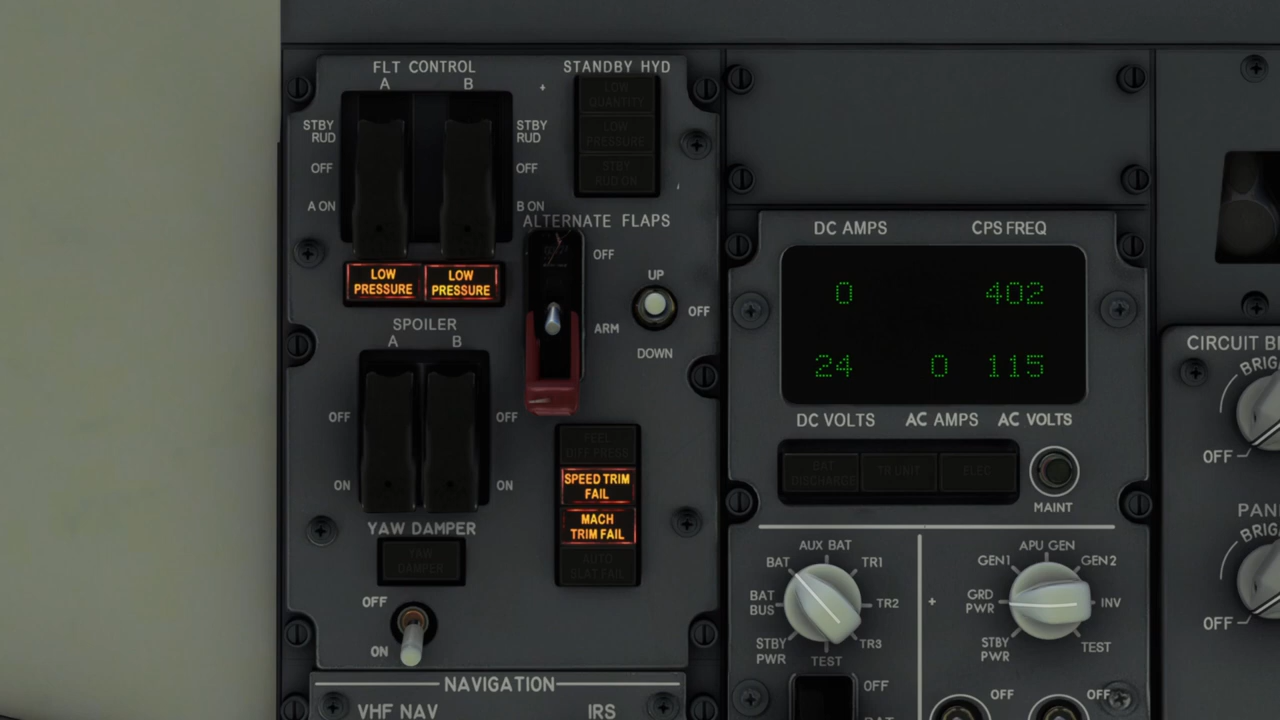 FLT CONTROL
A B
STBY RUD
STBY RUD
OFF
OFF
A ON
B ON
LOW PRESSURE
LOW PRESSURE
STANDBY HYD
LOW QUANTITY
LOW PRESSURE
STBY RUD ON
ALTERNATE FLAPS
OFF
ARM
UP
OFF
DOWN
SPOILER
A B
OFF
OFF
ON
ON
FEEL DIFF PRESS
SPEED TRIM FAIL
MACH TRIM FAIL
AUTO SLAT FAIL
YAW DAMPER
YAW DAMPER
OFF
ON
NAVIGATION
VHF NAV
IRS
DC AMPS
CPS FREQ
0 402
24 0 115
DC VOLTS
AC AMPS
AC VOLTS
BAT DISCHARGE
TR UNIT
ELEC
MAINT
AUX BAT
BAT
TR1
BAT BUS
TR2
STBY PWR
TR3
TEST
OFF
BAT
APU GEN
GEN1
GEN2
GRD PWR
INV
STBY PWR
TEST
OFF
OFF
OFF
OFF